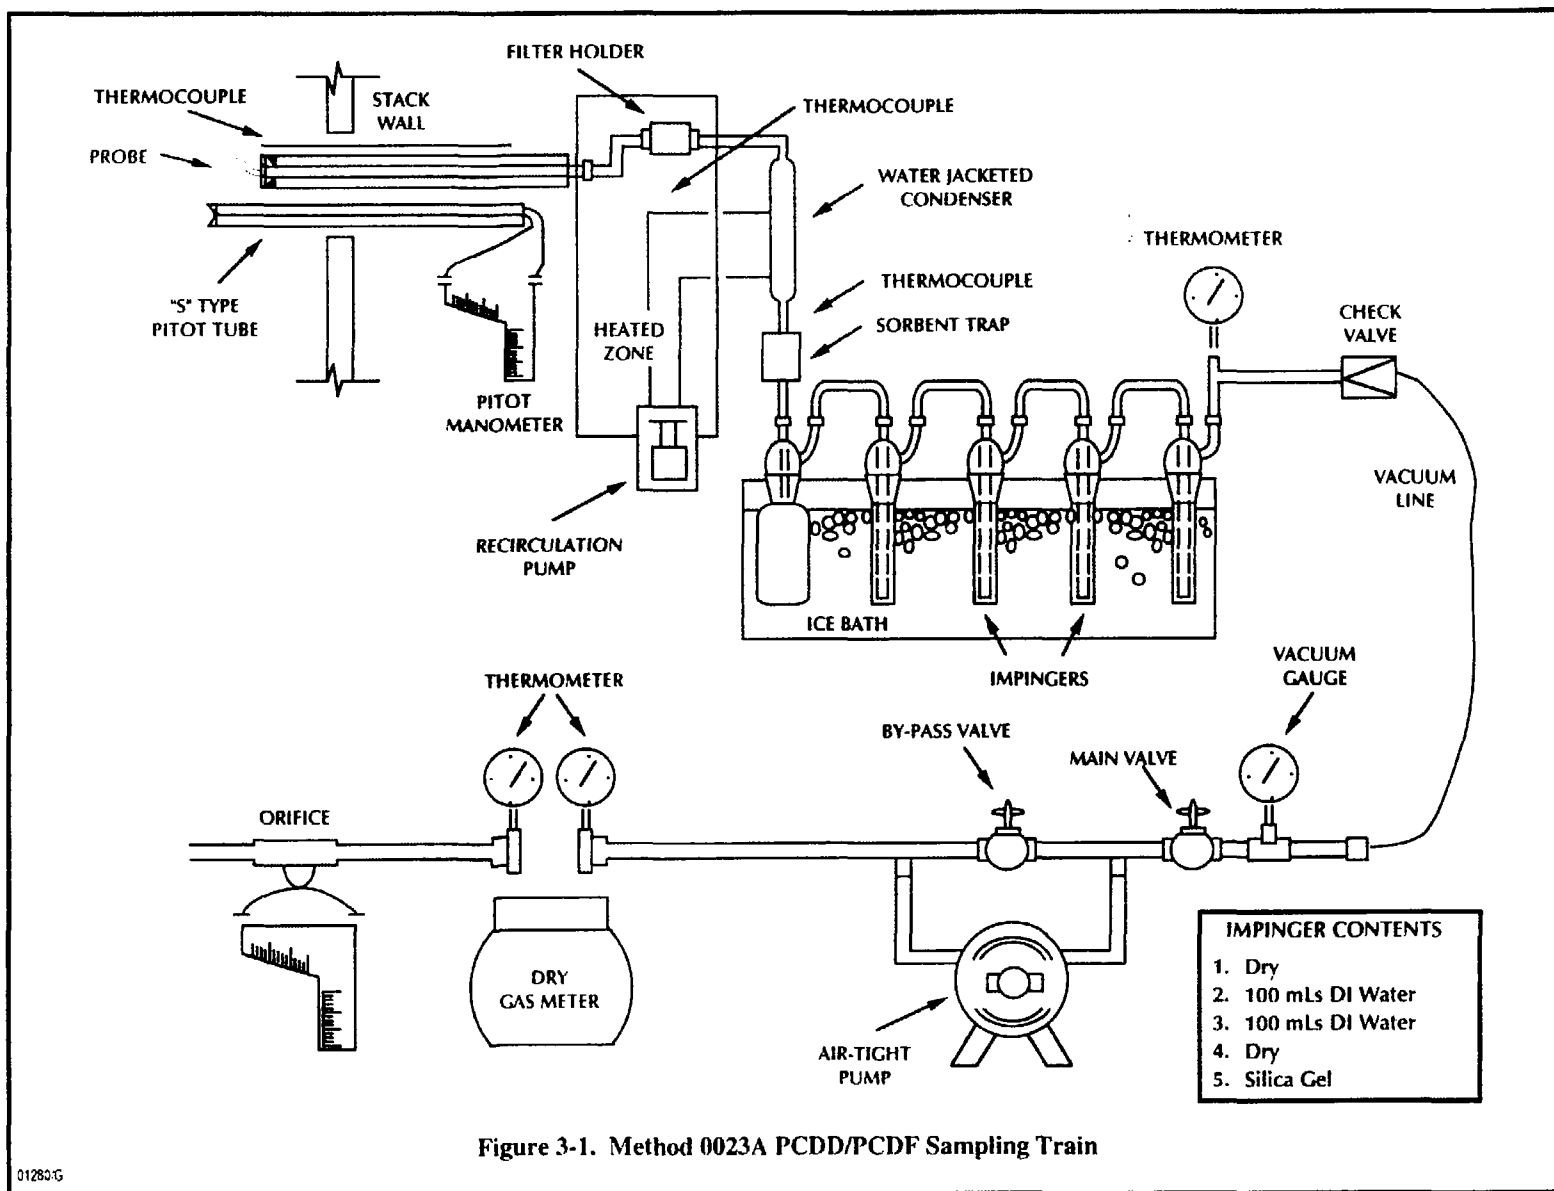 FILTER HOLDER
THERMOCOUPLE
STACK
WALL
THERMOCOUPLE
PROBE
WATER JACKETED
CONDENSER
THERMOMETER
"S" TYPE
PITOT TUBE
THERMOCOUPLE
SORBENT TRAP
CHECK
VALVE
HEATED
ZONE
PITOT
MANOMETER
VACUUM
LINE
RECIRCULATION
PUMP
ICE BATH
IMPINGERS
VACUUM
GAUGE
THERMOMETER
BY-PASS VALVE
MAIN VALVE
ORIFICE
DRY
GAS METER
AIR-TIGHT
PUMP
IMPINGER CONTENTS
1. Dry
2. 100 mLs DI Water
3. 100 mLs DI Water
4. Dry
5. Silica Gel
Figure 3-1. Method 0023A PCDD/PCDF Sampling Train